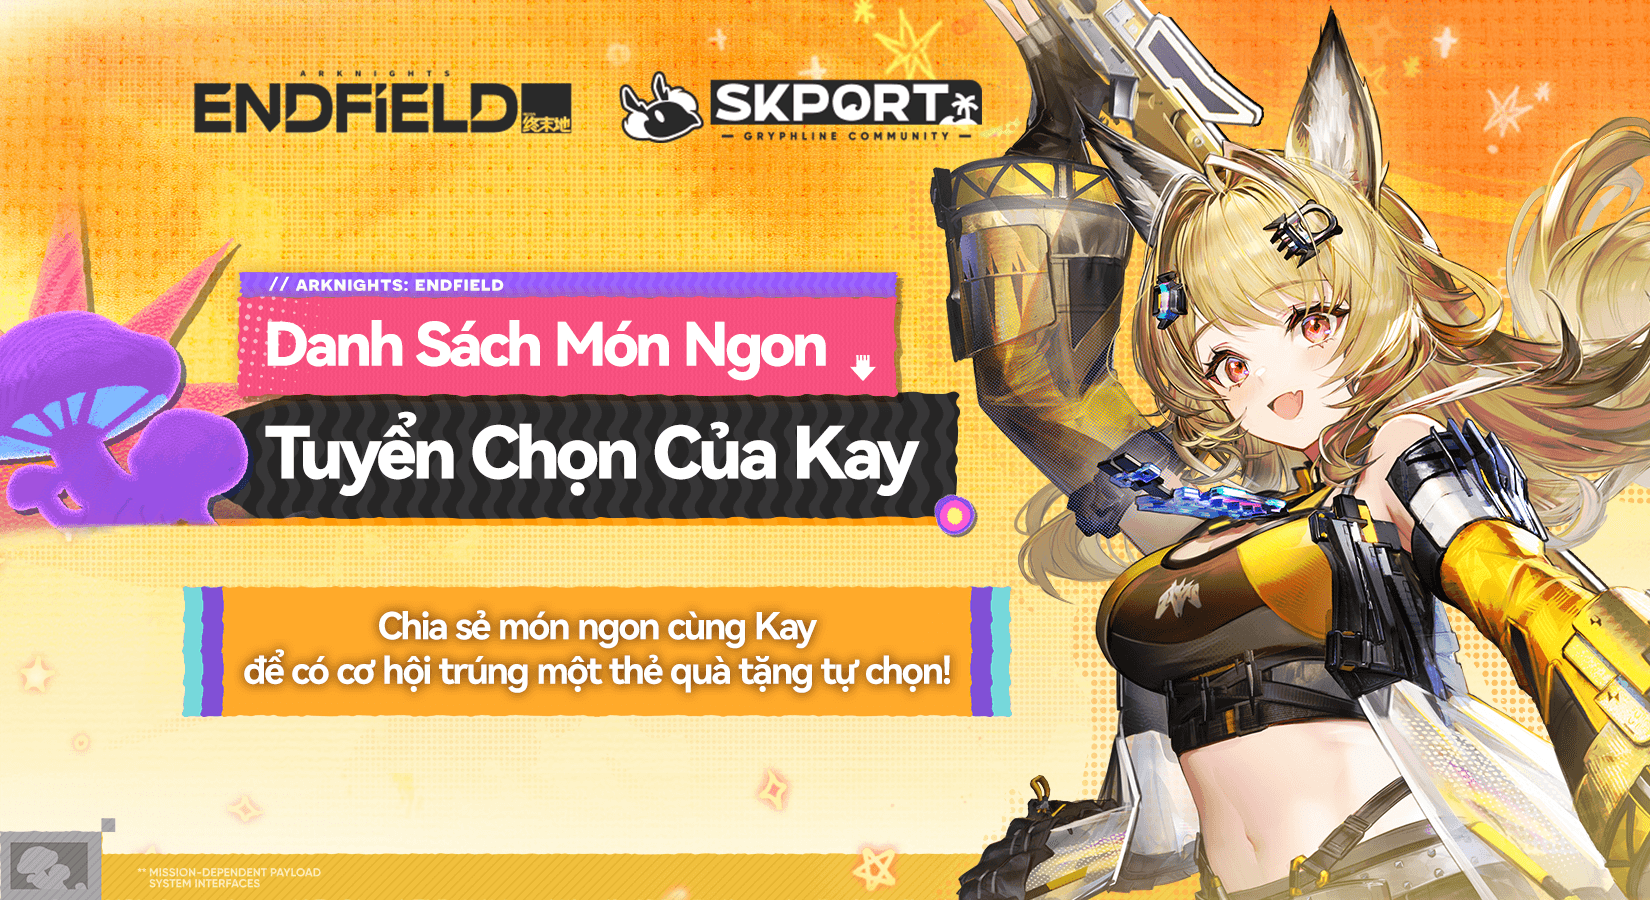 ARKNIGHTS
ENDFIELD
终末地
SKPORT
GRYPHLINE COMMUNITY
// ARKNIGHTS: ENDFIELD
Danh Sách Món Ngon
Tuyển Chọn Của Kay
Chia sẻ món ngon cùng Kay
để có cơ hội trúng một thẻ quà tặng tự chọn!
** MISSION-DEPENDENT PAYLOAD
SYSTEM INTERFACES